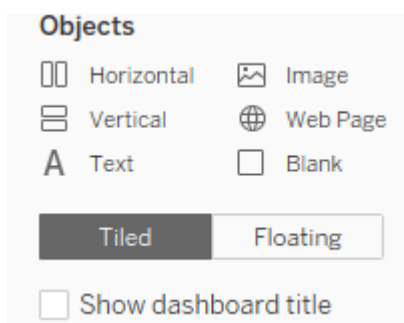 Objects
Horizontal Image
Vertical Web Page
A Text Blank
Tiled Floating
Show dashboard title